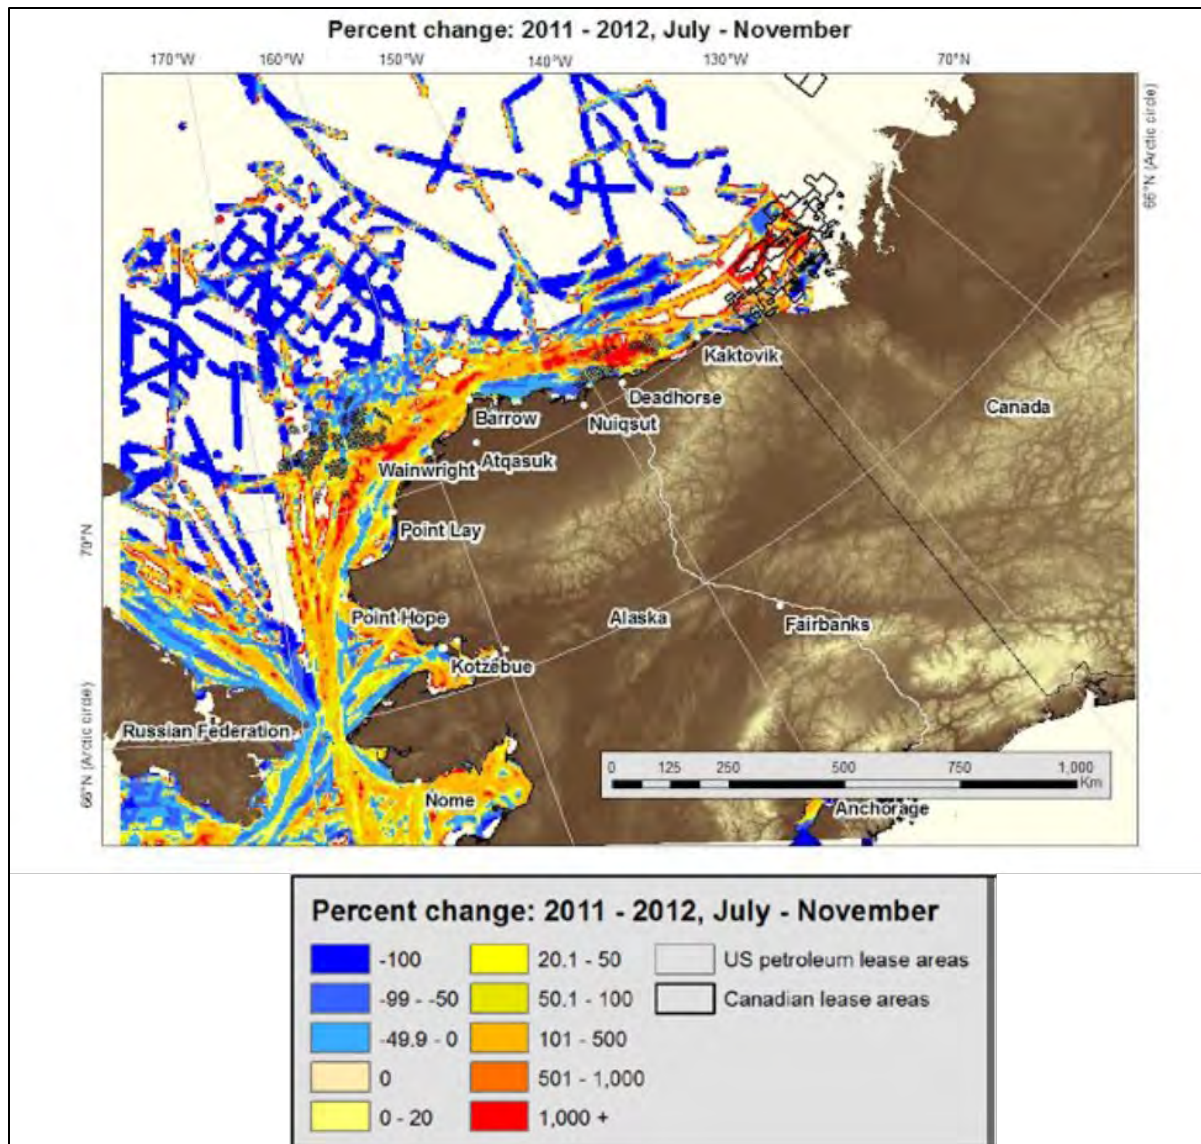 Percent change: 2011 - 2012, July - November
170°W 160°W 150°W 140°W 130°W 70°N
66°N (Arctic circle)
Kaktovik
Deadhorse
Canada
Barrow
Nuiqsut
Wainwright
Atqasuk
Point Lay
70°N
Point Hope
Alaska
Fairbanks
Kotzebue
Russian Federation
66°N (Arctic circle)
0 125 250 500 750 1,000
Km
Nome
Anchorage
Percent change: 2011 - 2012, July - November
-100
20.1 - 50
US petroleum lease areas
-99 - -50
50.1 - 100
Canadian lease areas
-49.9 - 0
101 - 500
0
501 - 1,000
0 - 20
1,000 +